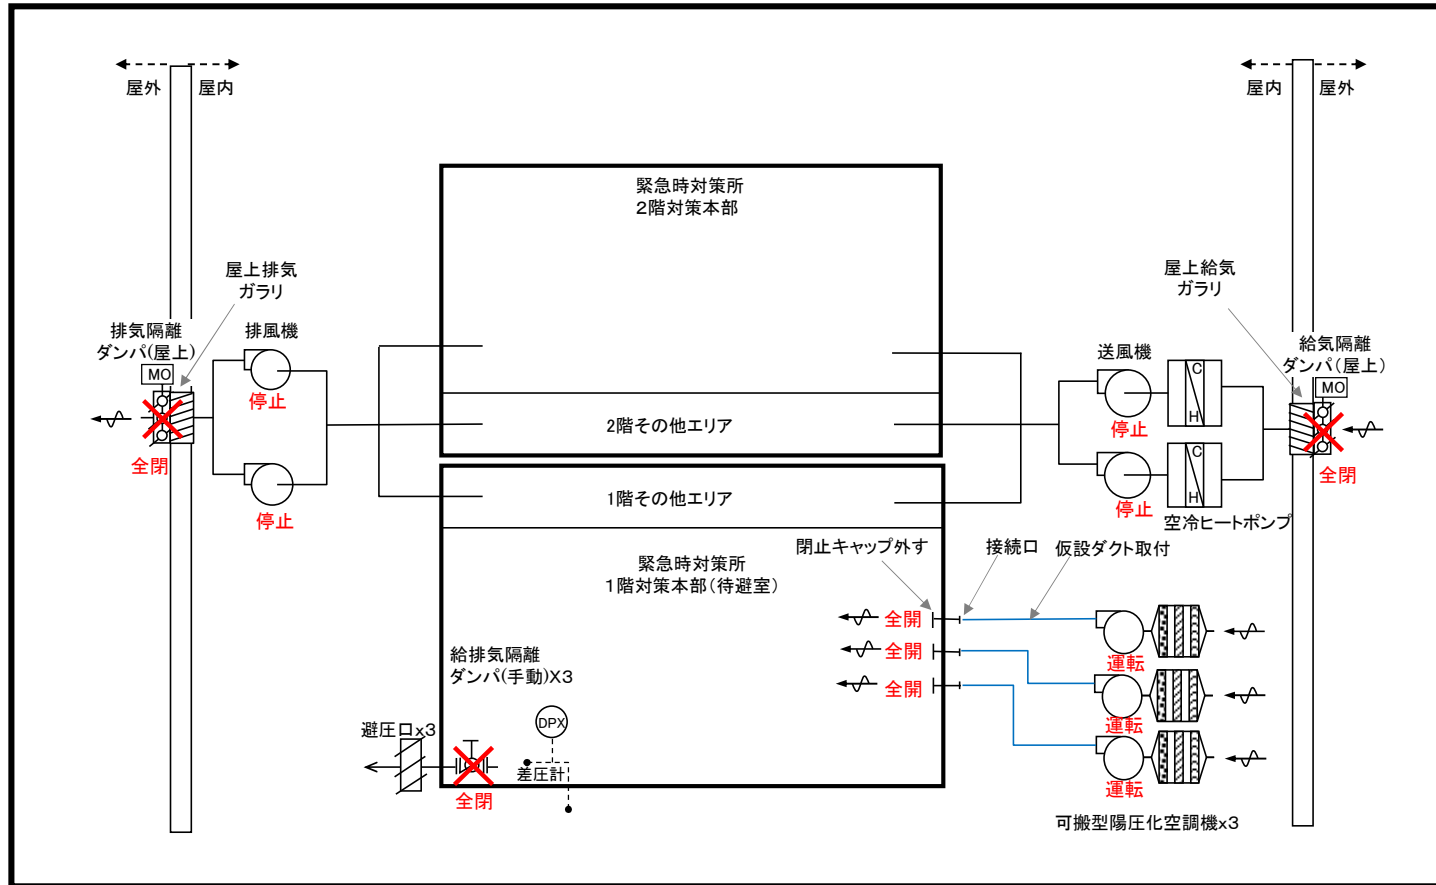 屋外
屋内
屋内
屋外
緊急時対策所
2階対策本部
屋上排気
ガラリ
屋上給気
ガラリ
排気隔離
ダンパ(屋上)
排風機
送風機
給気隔離
ダンパ(屋上)
MO
MO
C
H
停止
停止
2階その他エリア
全閉
全閉
C
H
停止
停止
1階その他エリア
空冷ヒートポンプ
閉止キャップ外す
接続口
仮設ダクト取付
緊急時対策所
1階対策本部(待避室)
全開
全開
全開
運転
運転
運転
給排気隔離
ダンパ(手動)X3
避圧口x3
DPX
差圧計
全閉
可搬型陽圧化空調機x3